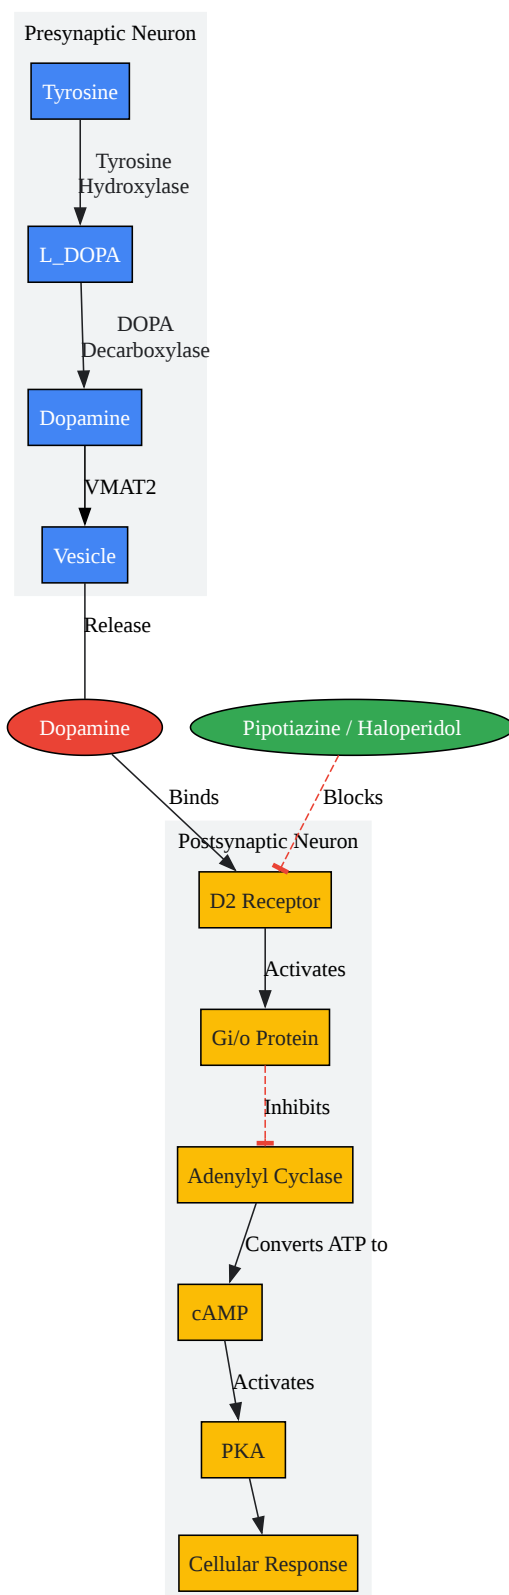 Presynaptic Neuron
Tyrosine
Tyrosine
Hydroxylase
L_DOPA
DOPA
Decarboxylase
Dopamine
VMAT2
Vesicle
Release
Dopamine
Pipotiazine / Haloperidol
Binds
Blocks
Postsynaptic Neuron
D2 Receptor
Activates
Gi/o Protein
Inhibits
Adenylyl Cyclase
Converts ATP to
cAMP
Activates
PKA
Cellular Response